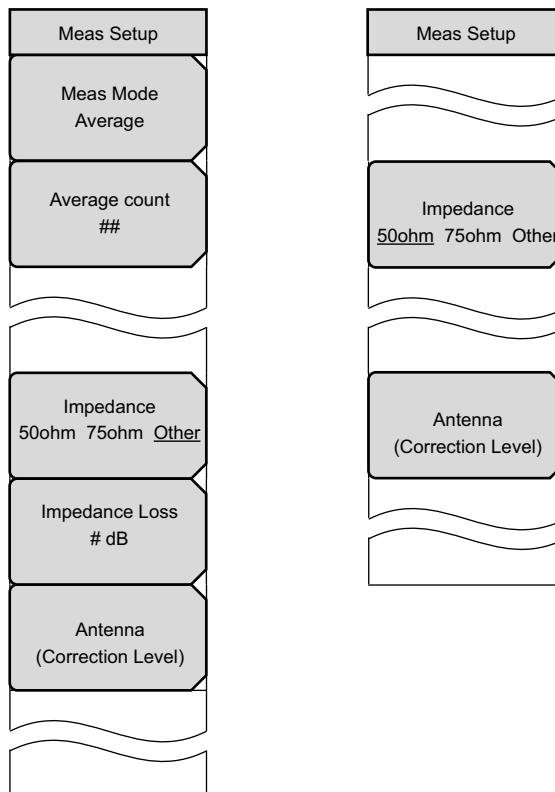 Meas Setup
Meas Mode
Average
Average count
##
Impedance
50ohm 75ohm Other
Impedance Loss
# dB
Antenna
(Correction Level)
Meas Setup
Impedance
50ohm 75ohm Other
Antenna
(Correction Level)